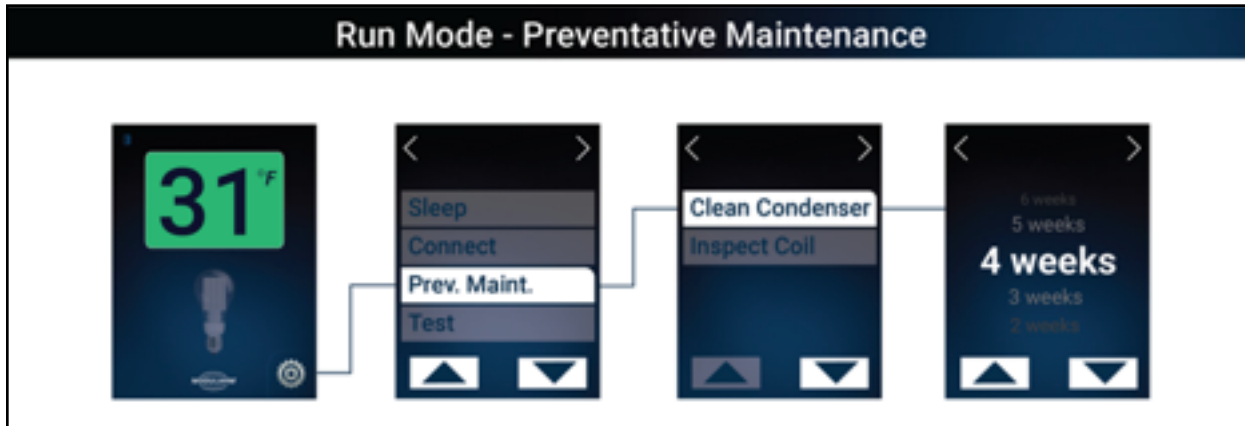 Run Mode - Preventative Maintenance
3
31°F
Sleep
Connect
Prev. Maint.
Test
Clean Condenser
Inspect Coil
6 weeks
5 weeks
4 weeks
3 weeks
2 weeks